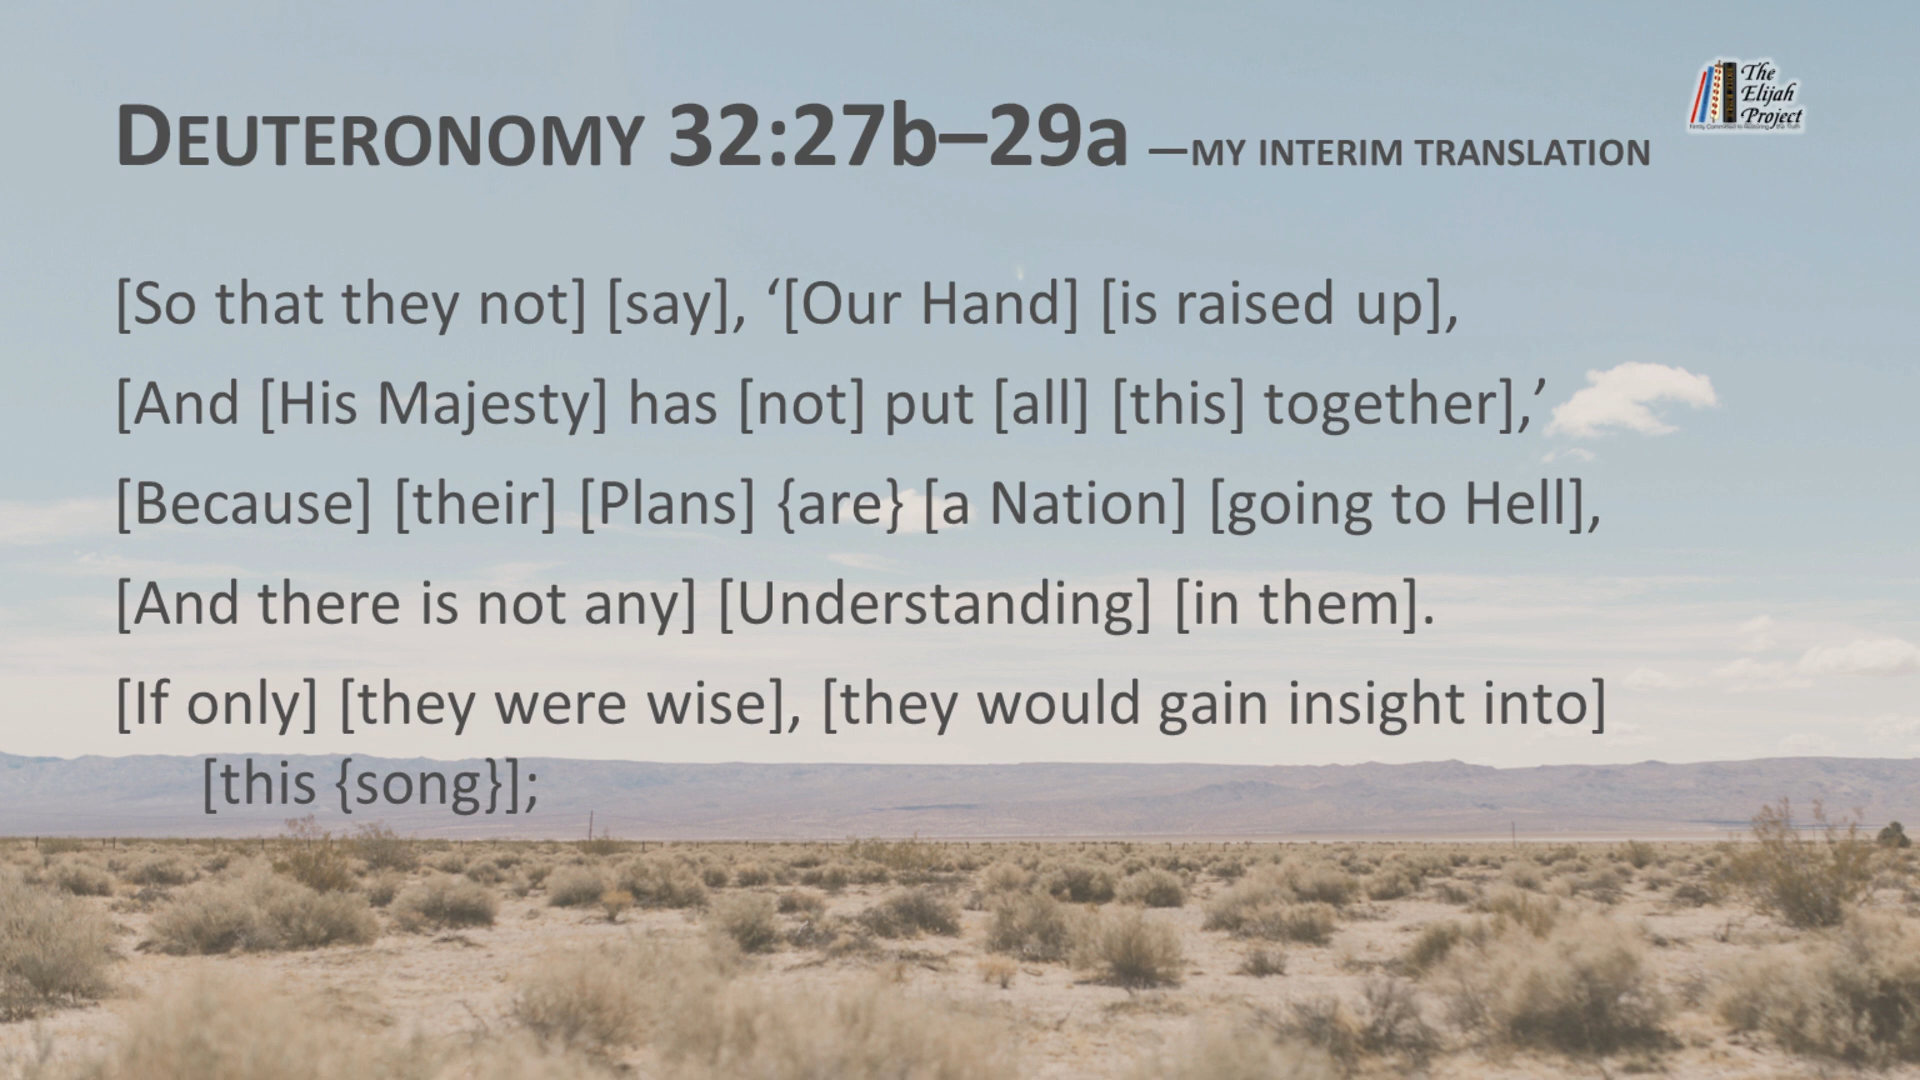 DEUTERONOMY 32:27b–29a —MY INTERIM TRANSLATION
The
Elijah
Project
[So that they not] [say], ‘[Our Hand] [is raised up],
[And [His Majesty] has [not] put [all] [this] together],’
[Because] [their] [Plans] {are} [a Nation] [going to Hell],
[And there is not any] [Understanding] [in them].
[If only] [they were wise], [they would gain insight into]
[this {song}];